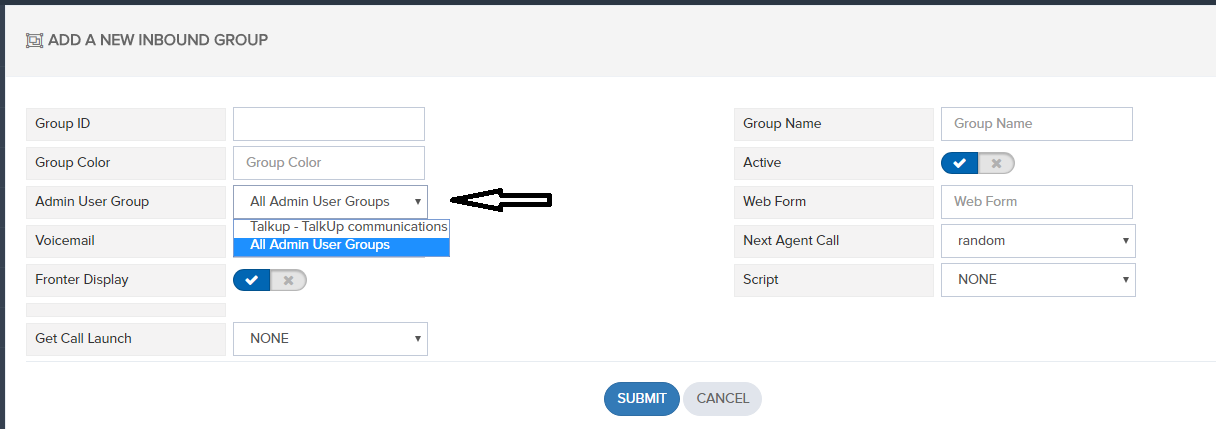 ADD A NEW INBOUND GROUP
Group ID
Group Name
Group Name
Group Color
Group Color
Active
Admin User Group
All Admin User Groups
Web Form
Web Form
Talkup - TalkUp communications
All Admin User Groups
Voicemail
Next Agent Call
random
Fronter Display
Script
NONE
Get Call Launch
NONE
SUBMIT
CANCEL